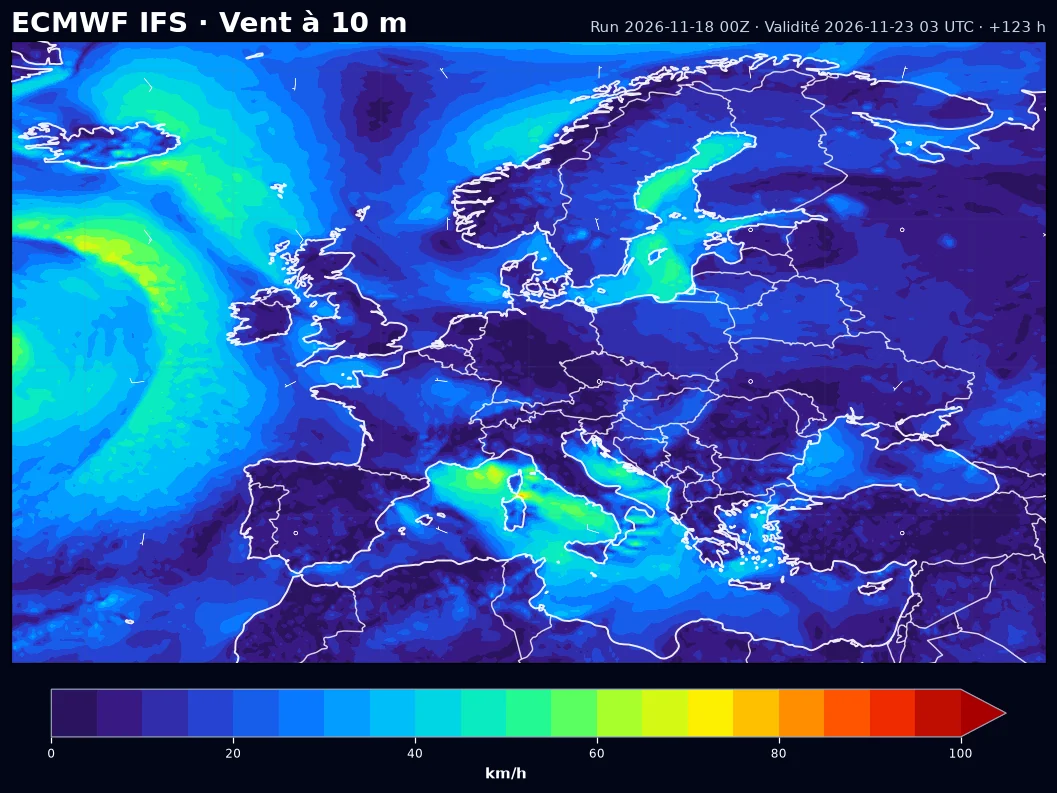 ECMWF IFS · Vent à 10 m
Run 2026-11-18 00Z · Validité 2026-11-23 03 UTC · +123 h
0 20 40 60 80 100
km/h